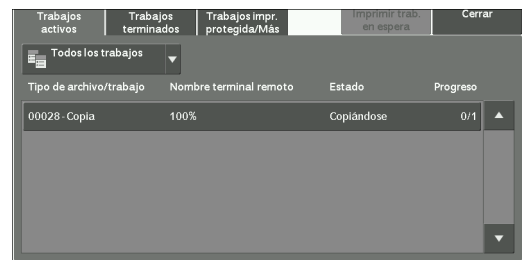 Trabajos activos
Trabajos terminados
Trabajos impr. protegida/Más
Imprimir trab. en espera
Cerrar
Todos los trabajos
Tipo de archivo/trabajo Nombre terminal remoto Estado Progreso
00028 - Copia 100% Copiándose 0/1